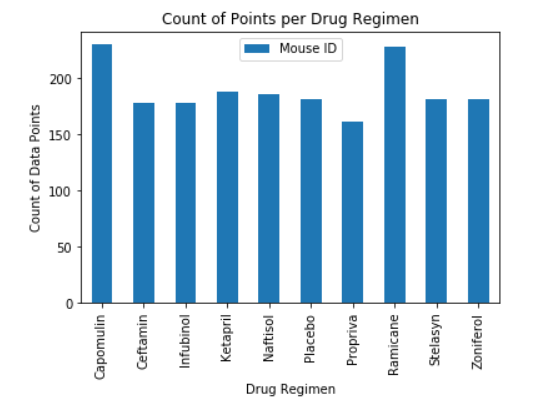 Count of Points per Drug Regimen
Mouse ID
Count of Data Points
200
150
100
50
0
Capomulin
Ceftamin
Infubinol
Ketapril
Naftisol
Placebo
Propriva
Ramicane
Stelasyn
Zoniferol
Drug Regimen